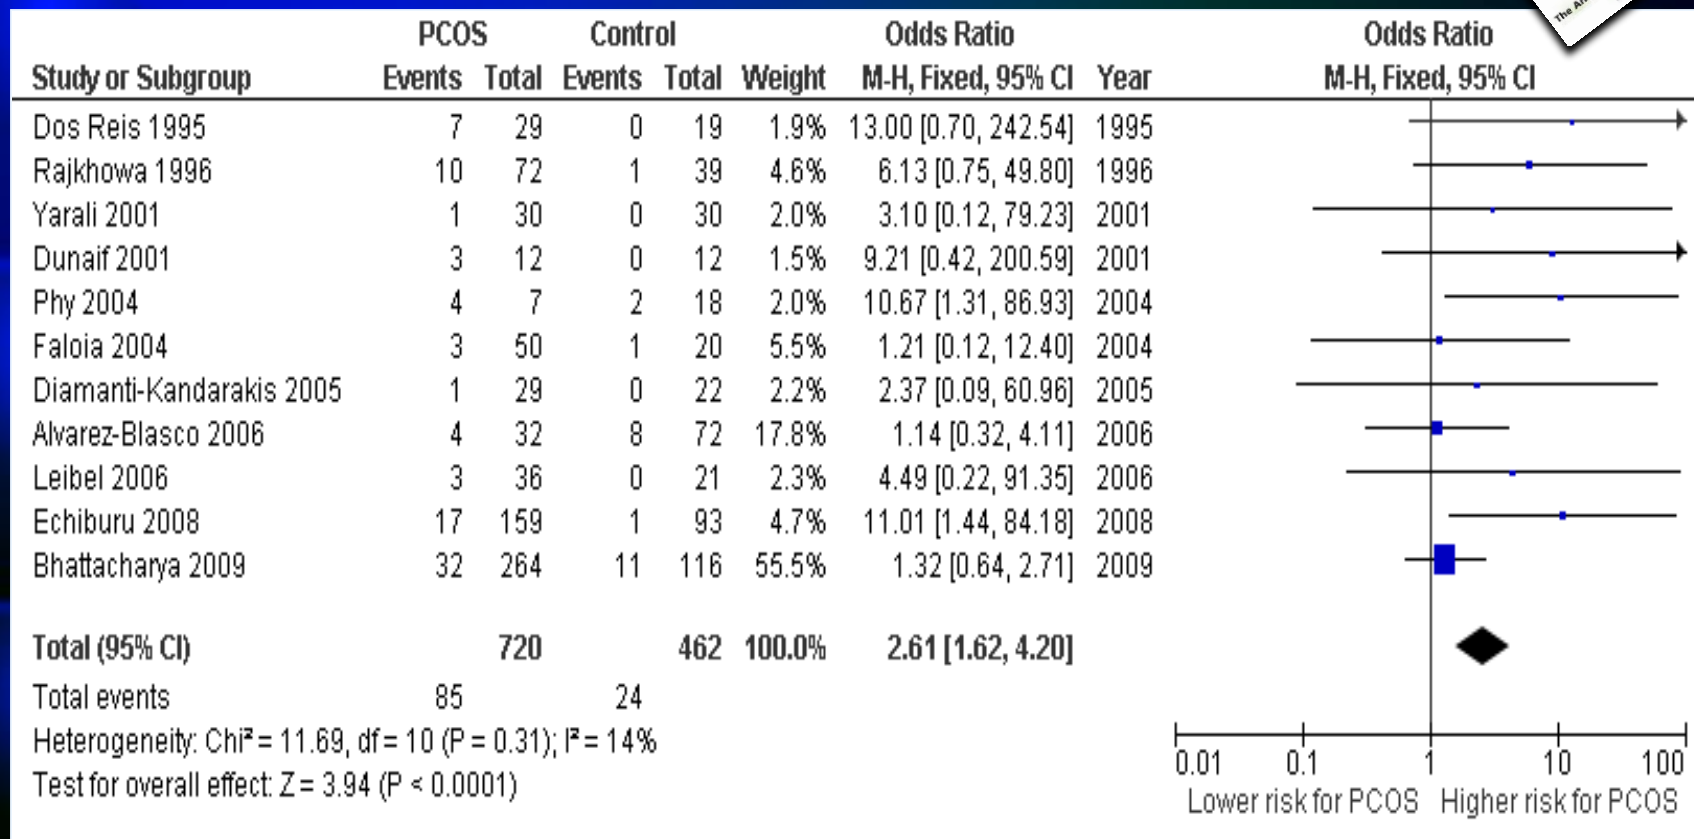 The
PCOS Control Odds Ratio Odds Ratio
Study or Subgroup Events Total Events Total Weight M-H, Fixed, 95% CI Year M-H, Fixed, 95% CI
Dos Reis 1995 7 29 0 19 1.9% 13.00 [0.70, 242.54] 1995
Rajkhowa 1996 10 72 1 39 4.6% 6.13 [0.75, 49.80] 1996
Yarali 2001 1 30 0 30 2.0% 3.10 [0.12, 79.23] 2001
Dunaif 2001 3 12 0 12 1.5% 9.21 [0.42, 200.59] 2001
Phy 2004 4 7 2 18 2.0% 10.67 [1.31, 86.93] 2004
Faloia 2004 3 50 1 20 5.5% 1.21 [0.12, 12.40] 2004
Diamanti-Kandarakis 2005 1 29 0 22 2.2% 2.37 [0.09, 60.96] 2005
Alvarez-Blasco 2006 4 32 8 72 17.8% 1.14 [0.32, 4.11] 2006
Leibel 2006 3 36 0 21 2.3% 4.49 [0.22, 91.35] 2006
Echiburu 2008 17 159 1 93 4.7% 11.01 [1.44, 84.18] 2008
Bhattacharya 2009 32 264 11 116 55.5% 1.32 [0.64, 2.71] 2009
Total (95% CI) 720 462 100.0% 2.61 [1.62, 4.20]
Total events 85 24
Heterogeneity: Chi² = 11.69, df = 10 (P = 0.31); I² = 14%
Test for overall effect: Z = 3.94 (P < 0.0001)
0.01 0.1 1 10 100
Lower risk for PCOS Higher risk for PCOS